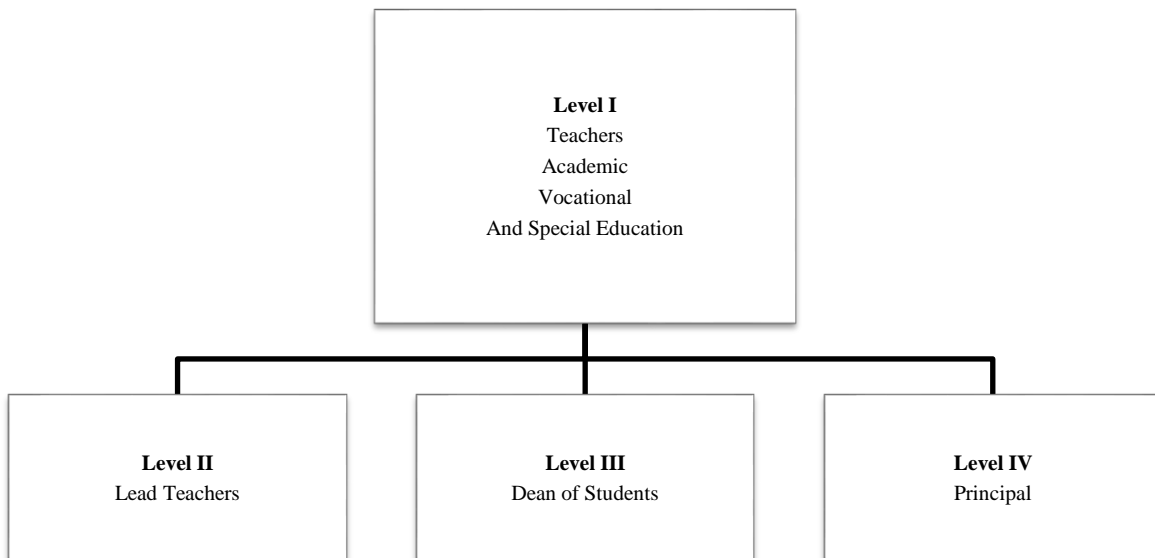 Level I
Teachers
Academic
Vocational
And Special Education
Level II
Lead Teachers
Level III
Dean of Students
Level IV
Principal